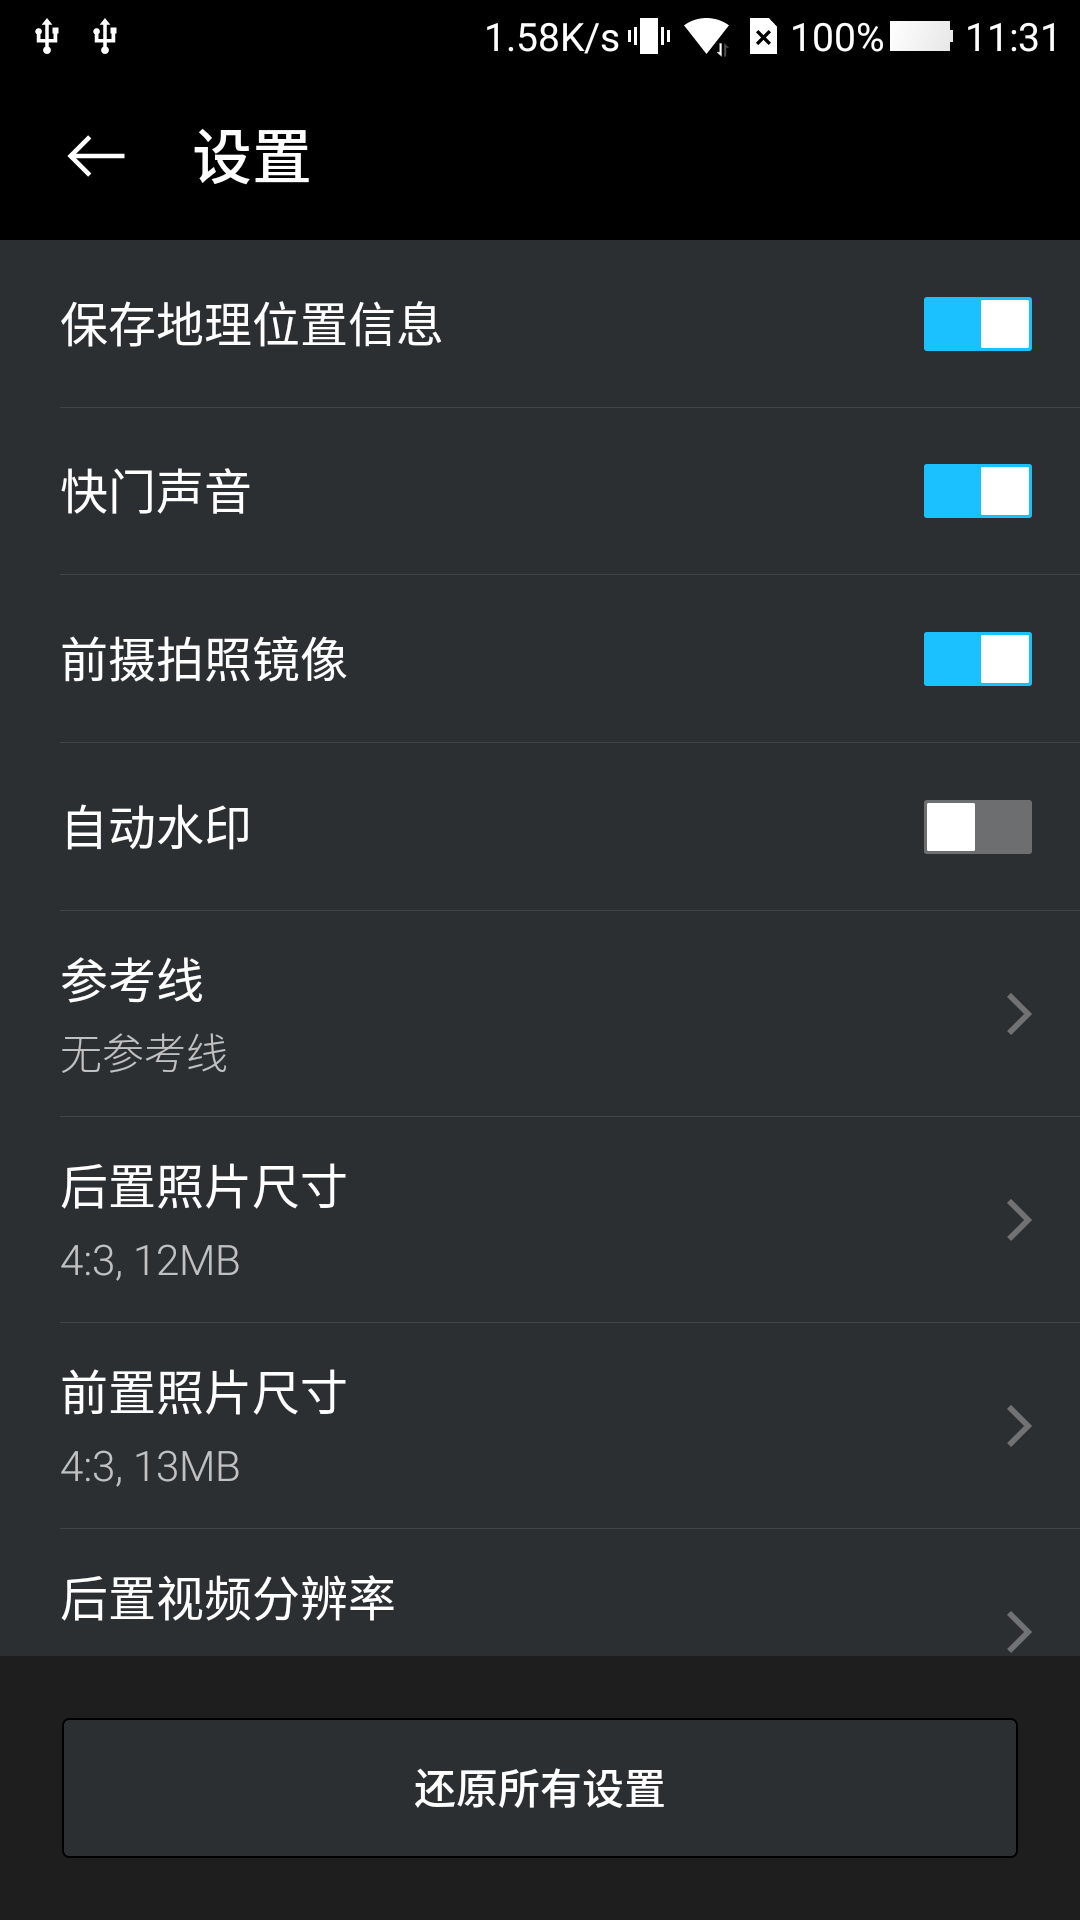 1.58K/s 100% 11:31
设置
保存地理位置信息
快门声音
前摄拍照镜像
自动水印
参考线
无参考线
后置照片尺寸
4:3, 12MB
前置照片尺寸
4:3, 13MB
后置视频分辨率
还原所有设置